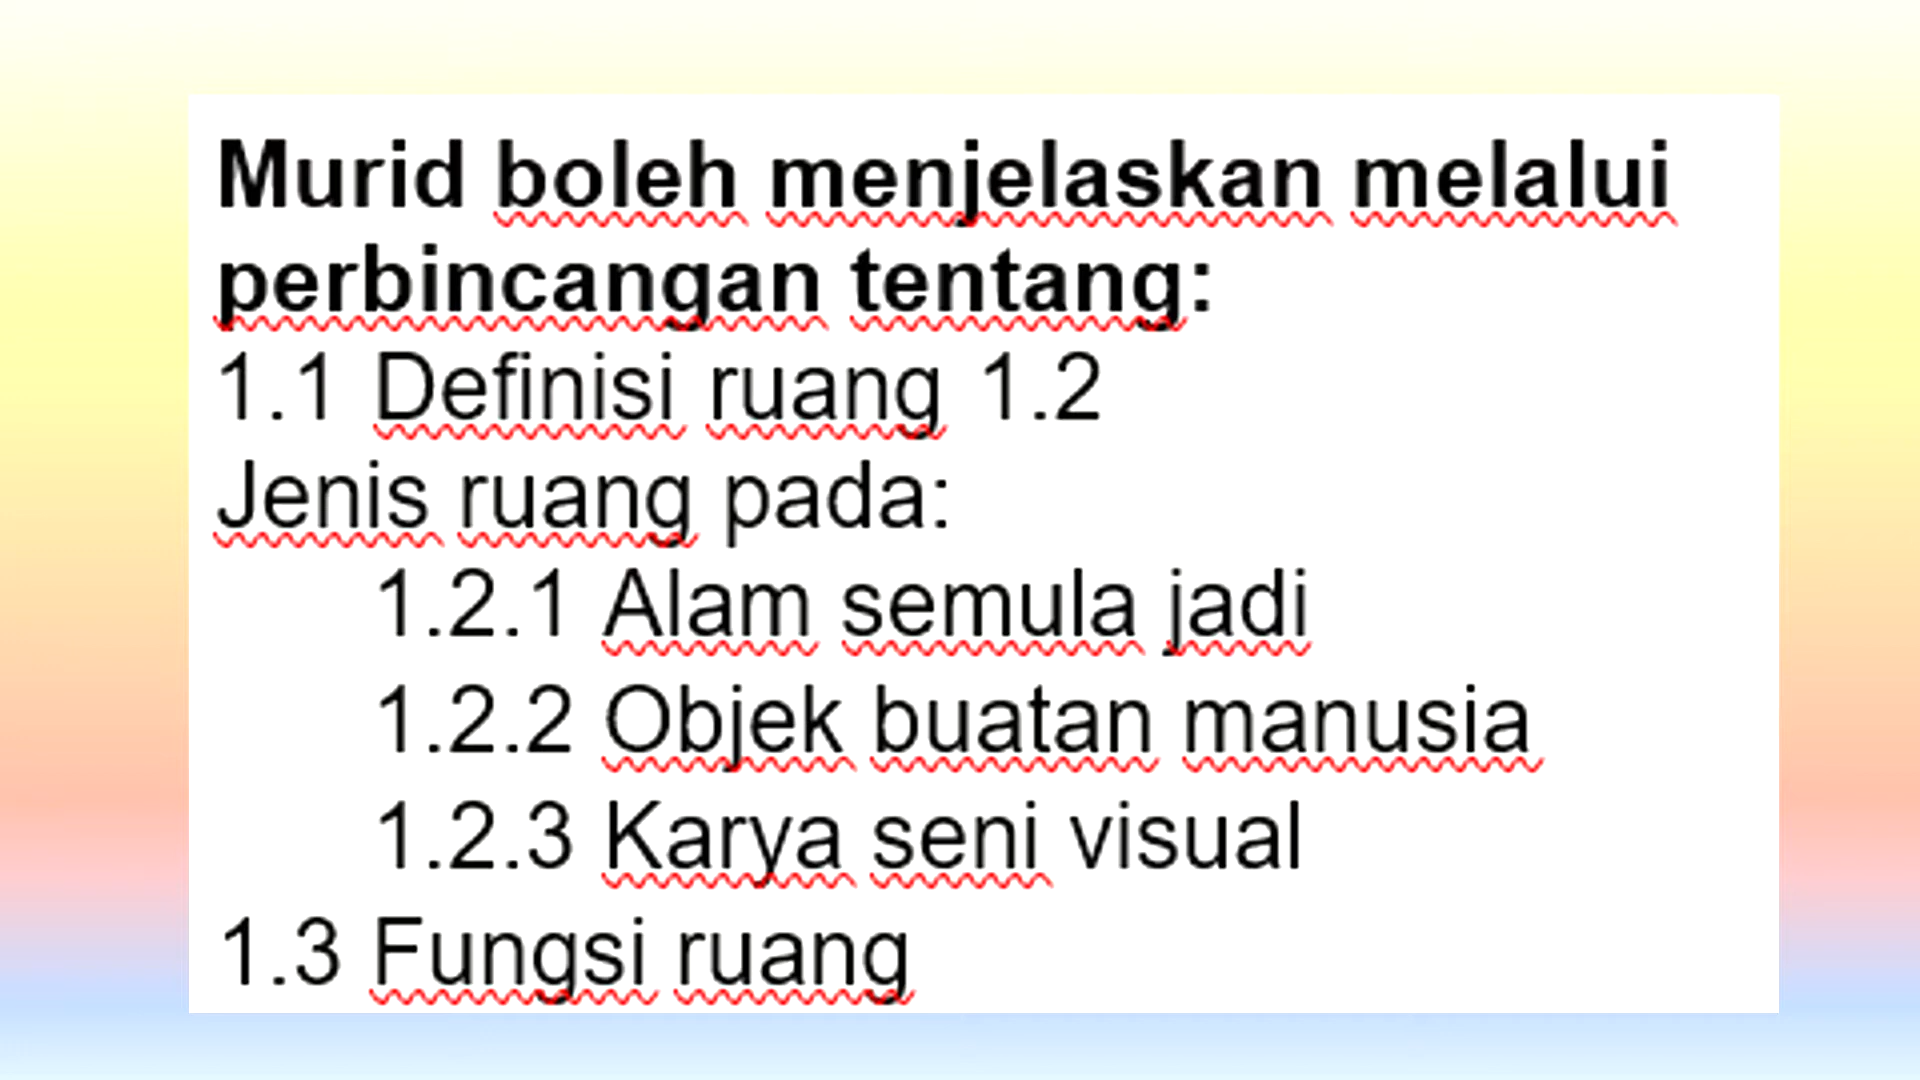 Murid boleh menjelaskan melalui
perbincangan tentang:
1.1 Definisi ruang 1.2
Jenis ruang pada:
1.2.1 Alam semula jadi
1.2.2 Objek buatan manusia
1.2.3 Karya seni visual
1.3 Fungsi ruang